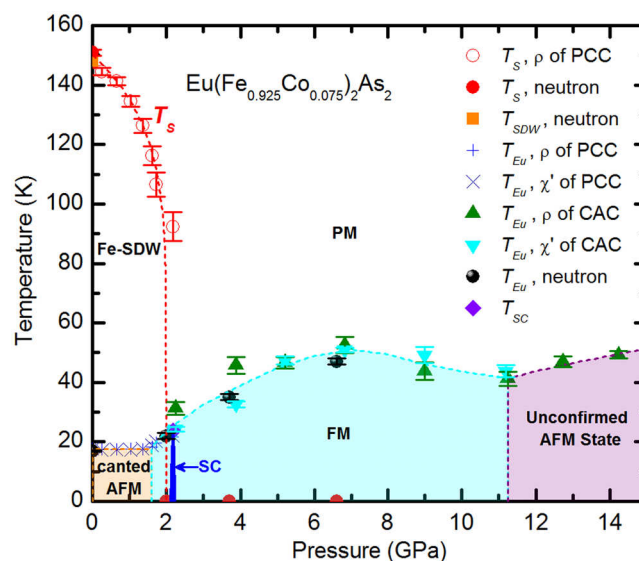 Eu(Fe0.925Co0.075)2As2
TS, ρ of PCC
TS, neutron
TSDW, neutron
TEu, ρ of PCC
TEu, χ' of PCC
TEu, ρ of CAC
TEu, χ' of CAC
TEu, neutron
TSC
TS
Fe-SDW
PM
canted
AFM
SC
FM
Unconfirmed
AFM State
Temperature (K)
160
140
120
100
80
60
40
20
0
0 2 4 6 8 10 12 14
Pressure (GPa)